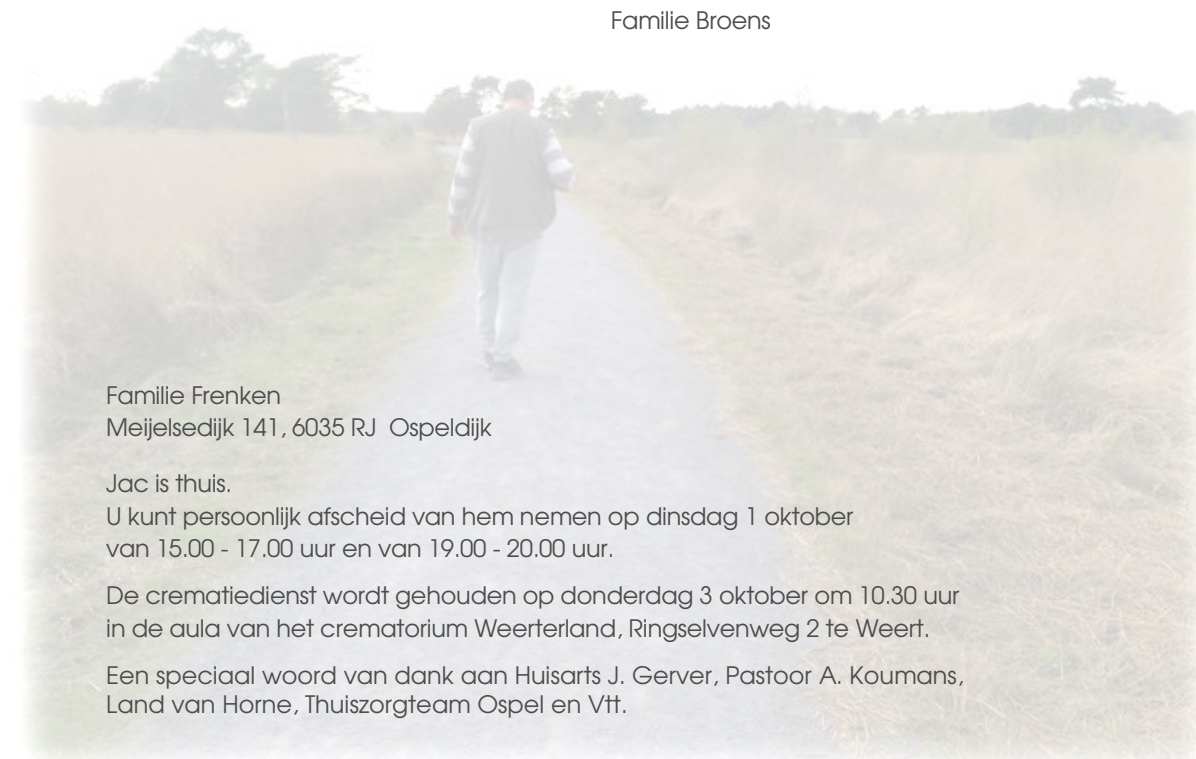 Familie Broens
Familie Frenken
Meijelsedijk 141, 6035 RJ Ospeldijk
Jac is thuis.
U kunt persoonlijk afscheid van hem nemen op dinsdag 1 oktober
van 15.00 - 17.00 uur en van 19.00 - 20.00 uur.
De crematiedienst wordt gehouden op donderdag 3 oktober om 10.30 uur
in de aula van het crematorium Weerterland, Ringselvenweg 2 te Weert.
Een speciaal woord van dank aan Huisarts J. Gerver, Pastoor A. Koumans,
Land van Horne, Thuiszorgteam Ospel en Vtt.